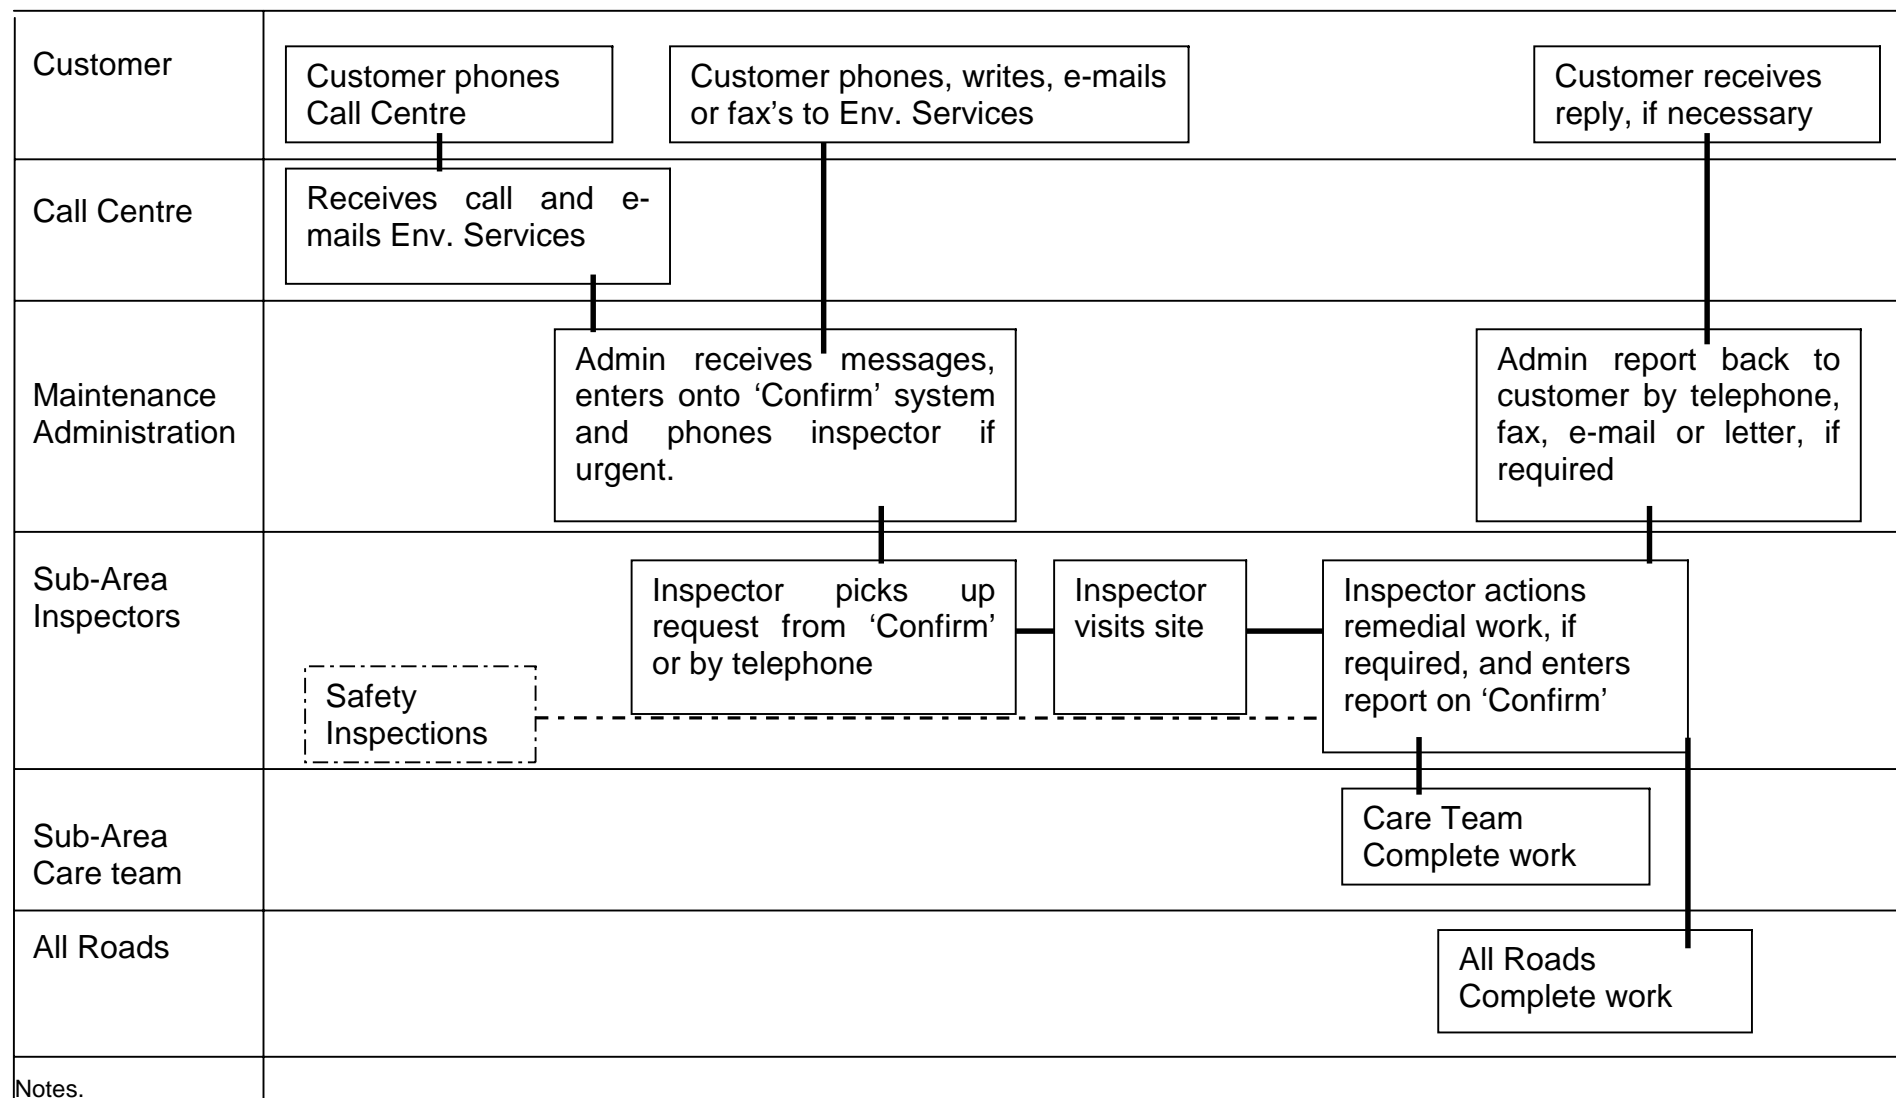 Customer
Customer phones
Call Centre
Customer phones, writes, e-mails
or fax's to Env. Services
Customer receives
reply, if necessary
Call Centre
Receives call and e-
mails Env. Services
Maintenance
Administration
Admin receives messages,
enters onto ‘Confirm’ system
and phones inspector if
urgent.
Admin report back to
customer by telephone,
fax, e-mail or letter, if
required
Sub-Area
Inspectors
Safety
Inspections
Inspector picks up
request from ‘Confirm’
or by telephone
Inspector
visits site
Inspector actions
remedial work, if
required, and enters
report on ‘Confirm’
Sub-Area
Care team
Care Team
Complete work
All Roads
All Roads
Complete work
Notes.